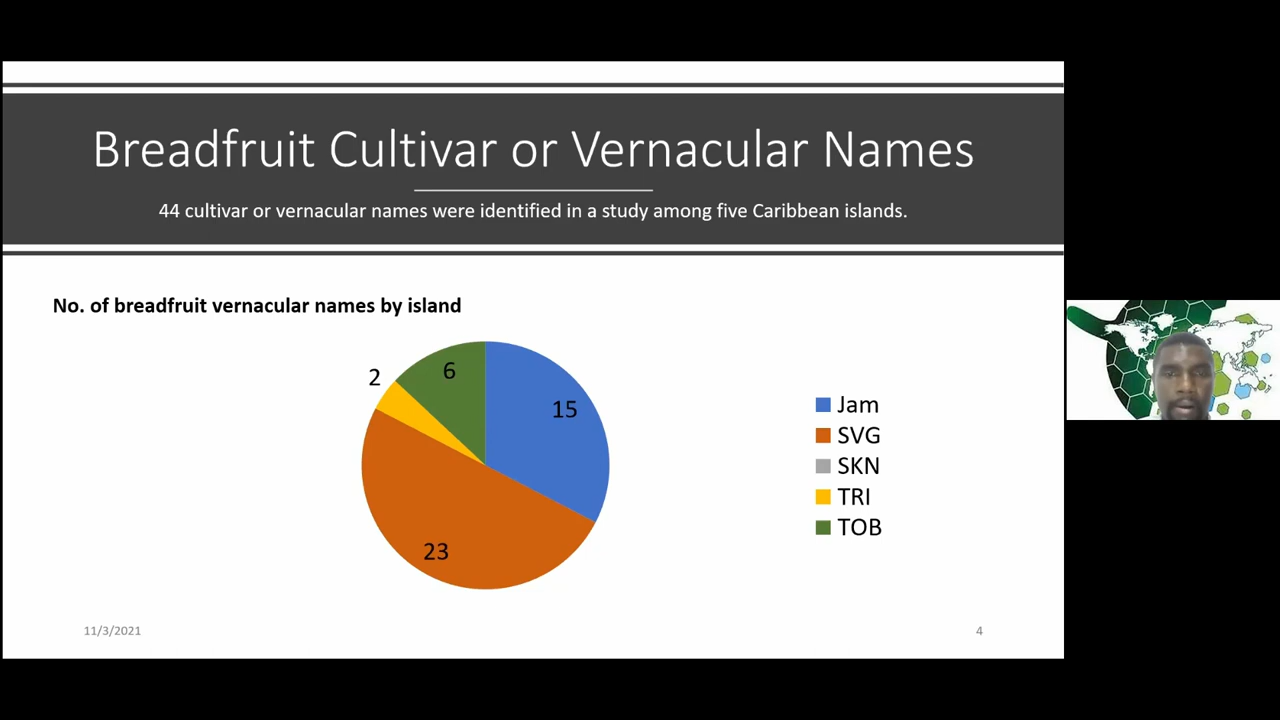 Breadfruit Cultivar or Vernacular Names
44 cultivar or vernacular names were identified in a study among five Caribbean islands.
No. of breadfruit vernacular names by island
2
6
15
23
Jam
SVG
SKN
TRI
TOB
11/3/2021
4